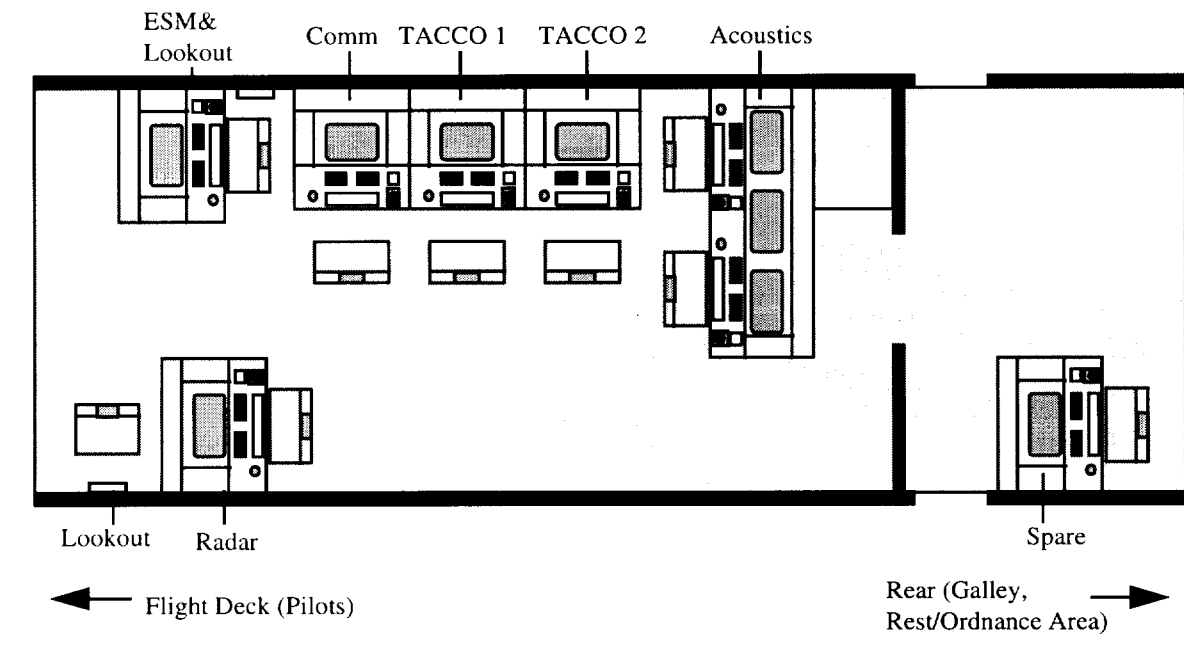 ESM&
Lookout
Comm
TACCO 1
TACCO 2
Acoustics
Lookout
Radar
Spare
Flight Deck (Pilots)
Rear (Galley,
Rest/Ordnance Area)